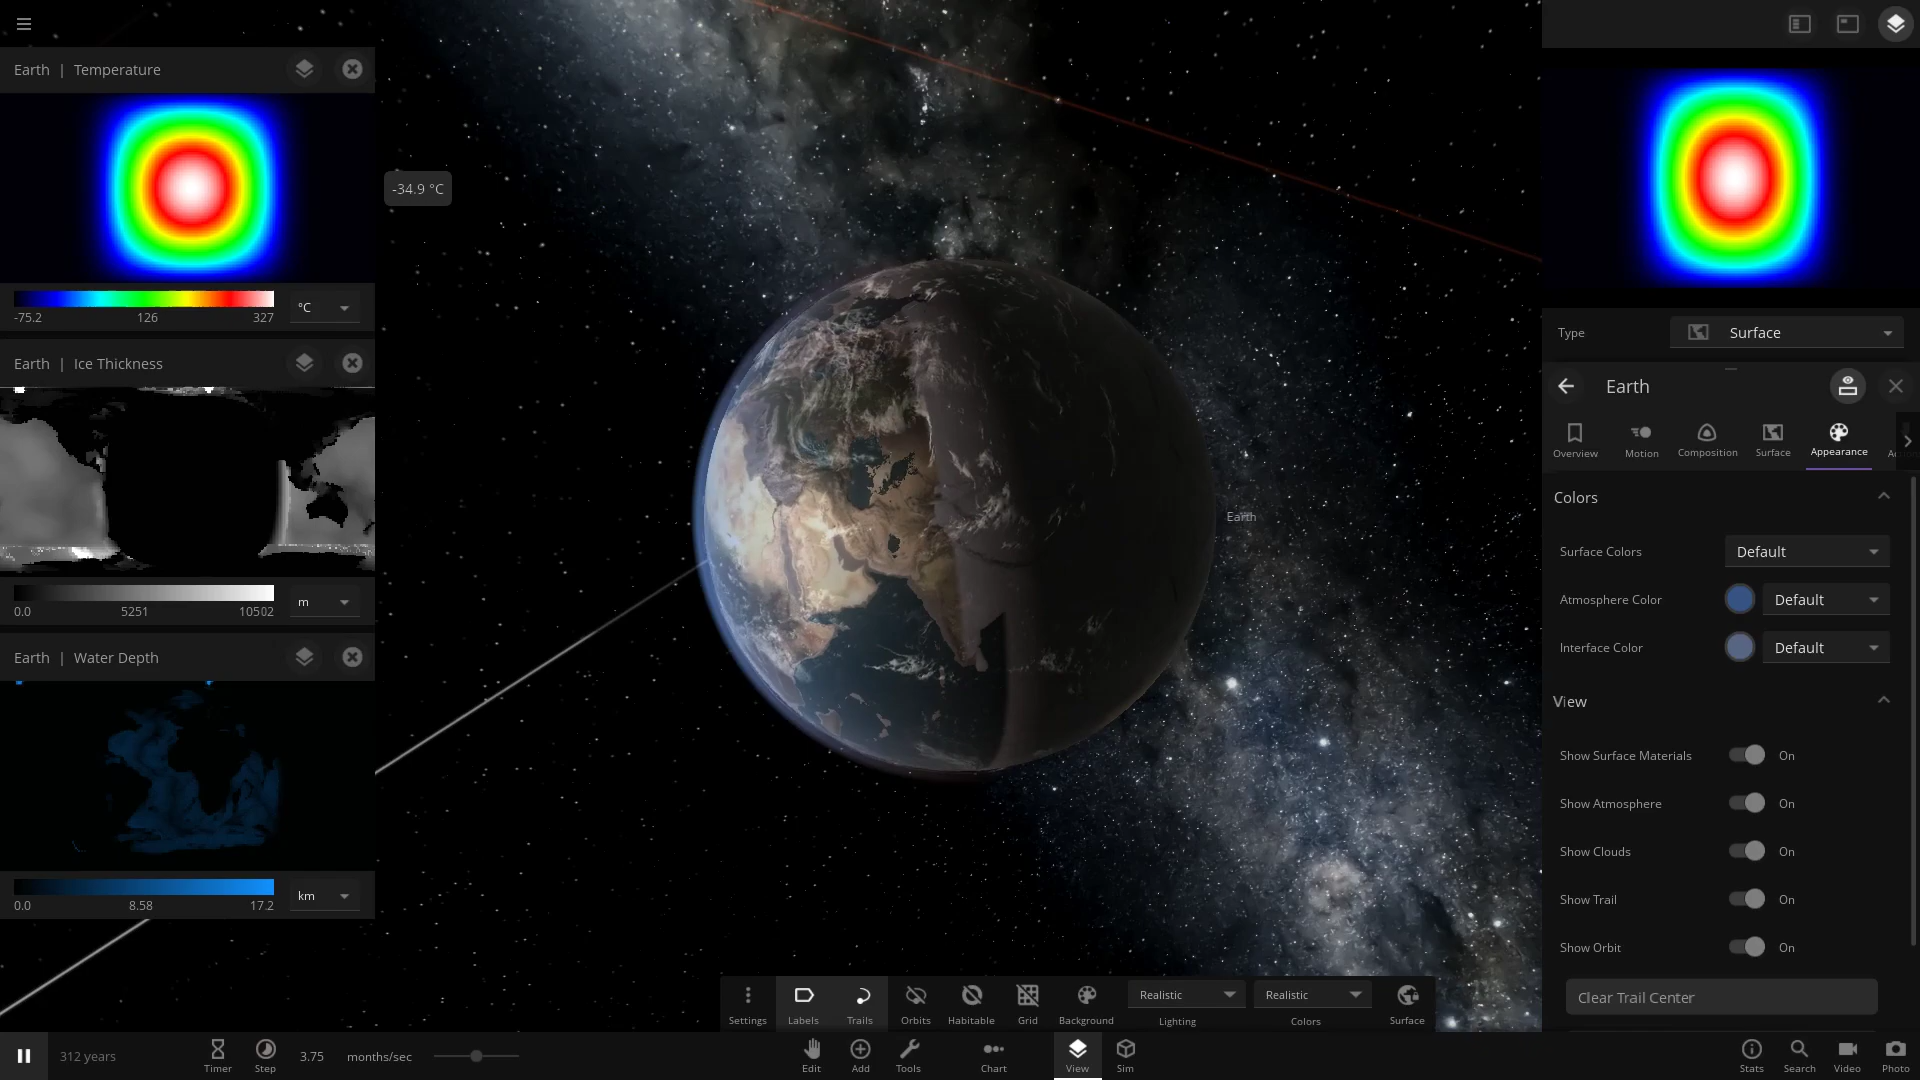 Earth | Temperature
-34.9 °C
-75.2 126 327 °C
Earth | Ice Thickness
0.0 5251 10502 m
Earth | Water Depth
0.0 8.58 17.2 km
Earth
Type Surface
Earth
Overview Motion Composition Surface Appearance
Colors
Surface Colors Default
Atmosphere Color Default
Interface Color Default
View
Show Surface Materials On
Show Atmosphere On
Show Clouds On
Show Trail On
Show Orbit On
Clear Trail Center
Realistic Realistic
Settings Labels Trails Orbits Habitable Grid Background Lighting Colors Surface
312 years
Timer Step
3.75 months/sec
Edit Add Tools Chart View Sim
Stats Search Video Photo